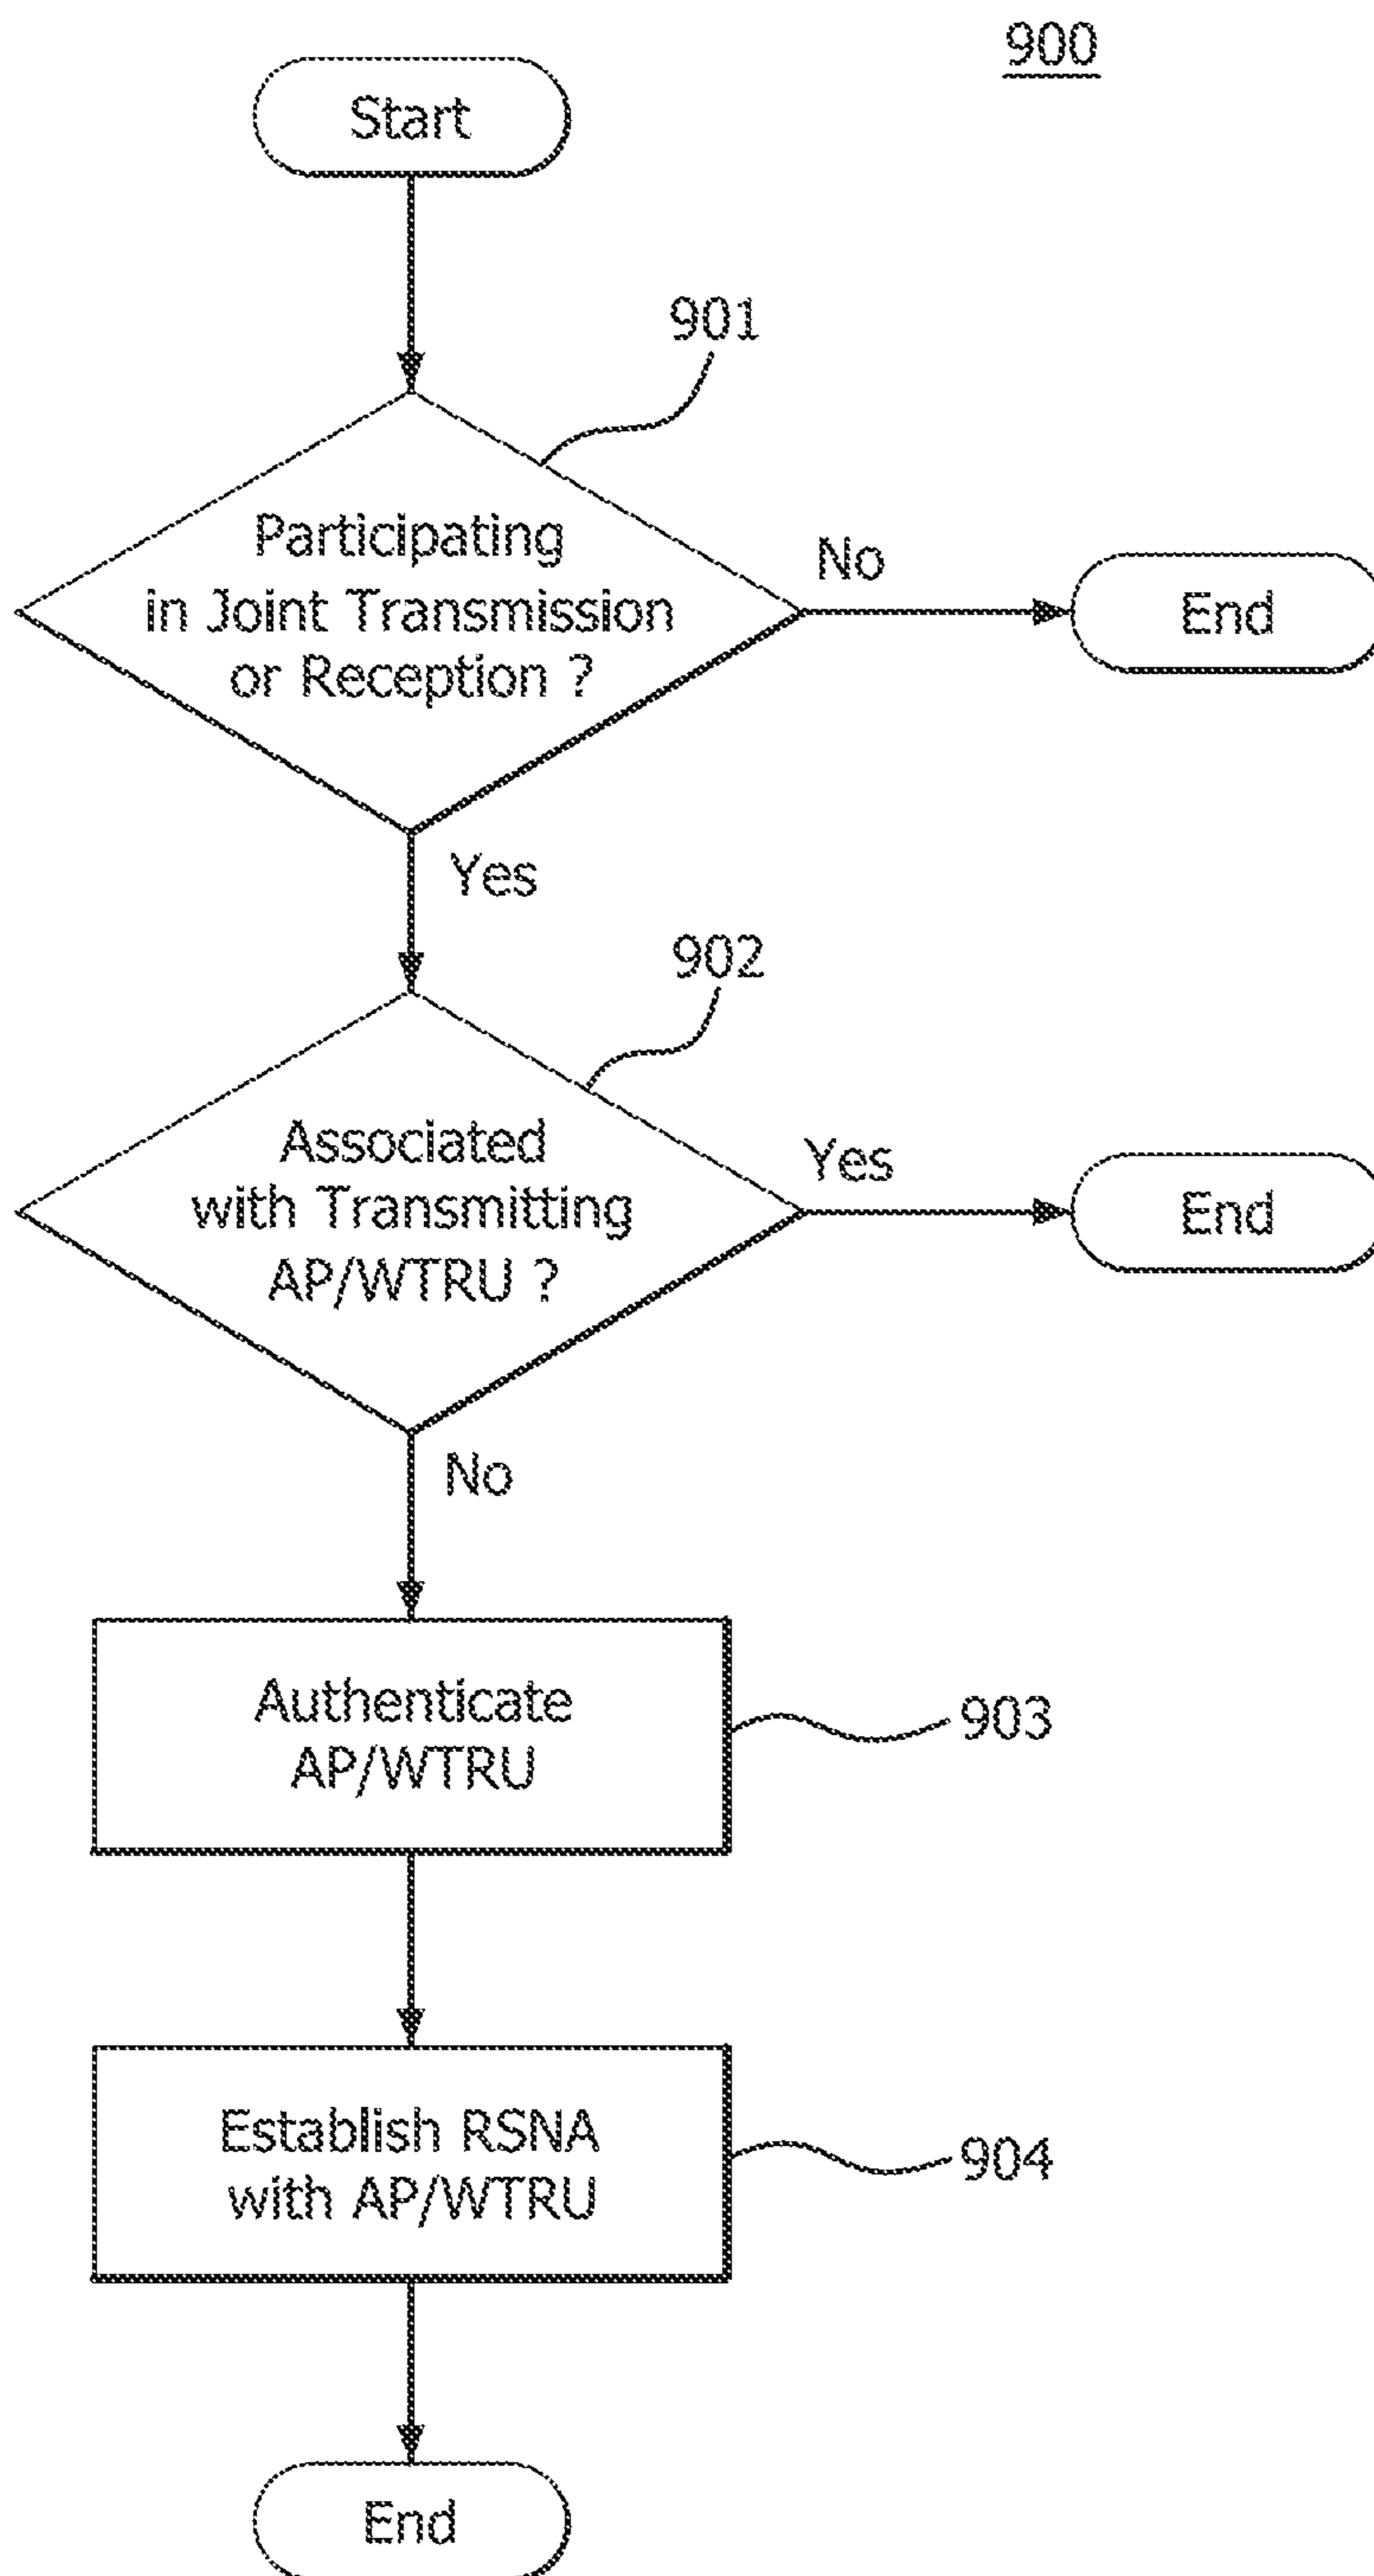 900
Start
901
Participating
in Joint Transmission
or Reception ?
No
End
Yes
902
Associated
with Transmitting
AP/WTRU ?
Yes
End
No
Authenticate
AP/WTRU
903
Establish RSNA
with AP/WTRU
904
End